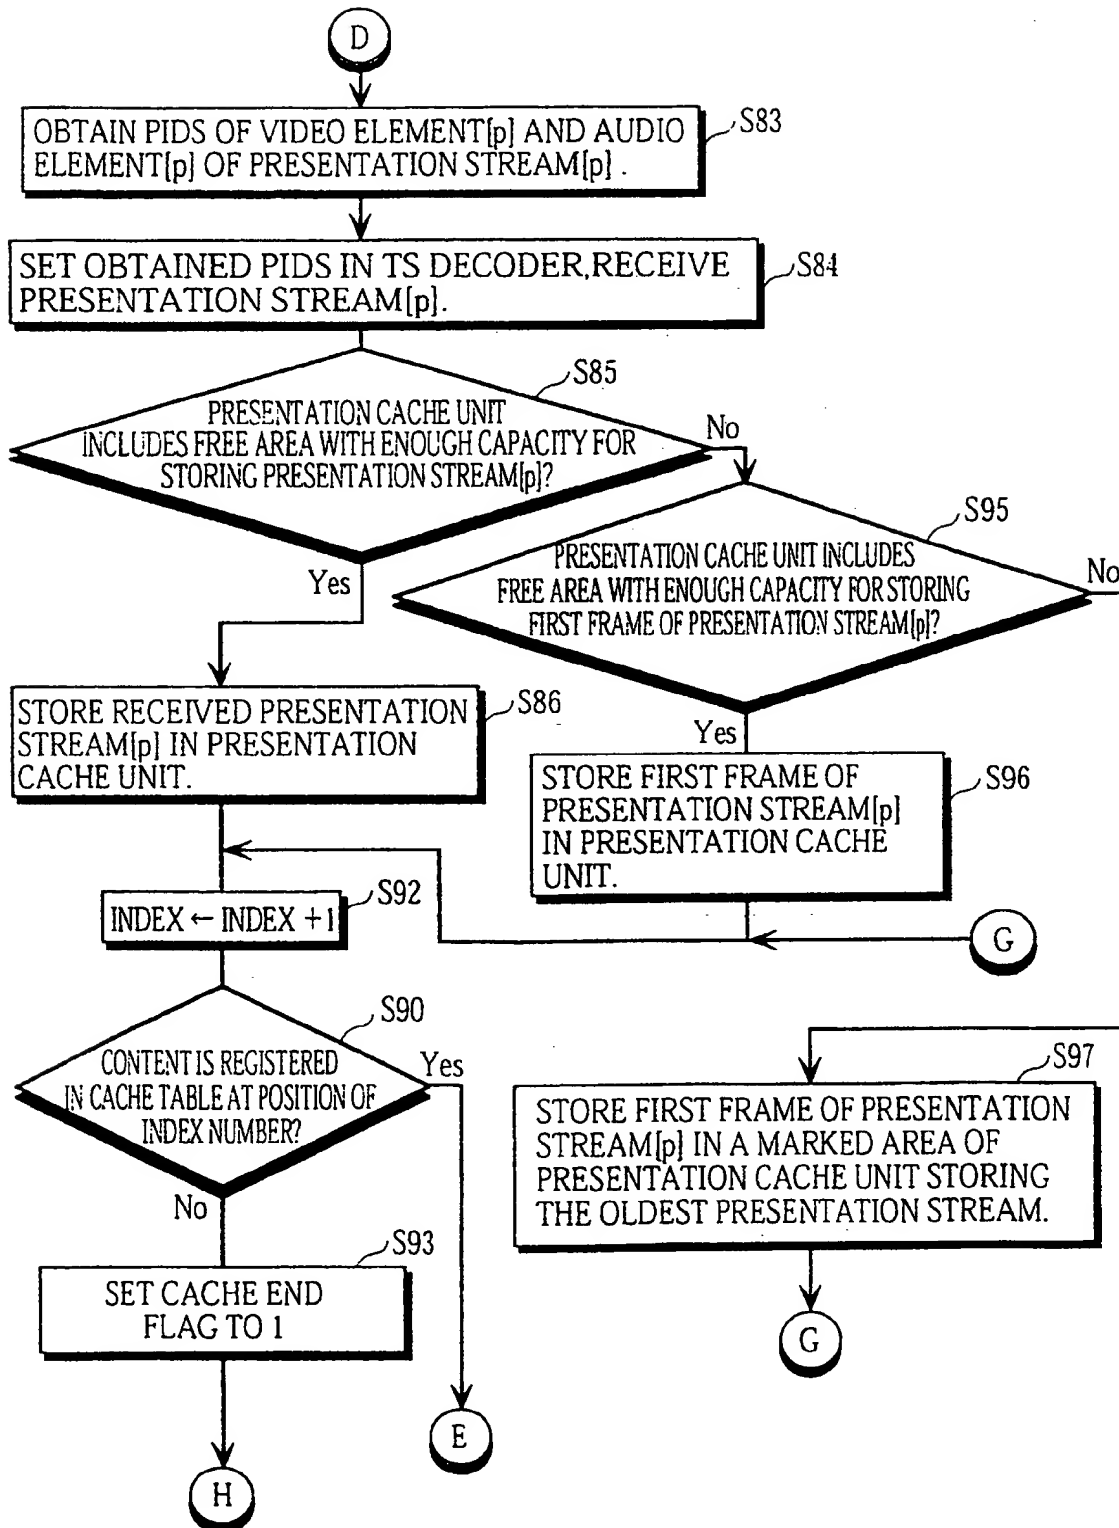 D
OBTAIN PIDS OF VIDEO ELEMENT[p] AND AUDIO
ELEMENT[p] OF PRESENTATION STREAM[p] .
S83
SET OBTAINED PIDS IN TS DECODER,RECEIVE
PRESENTATION STREAM[p].
S84
S85
PRESENTATION CACHE UNIT
INCLUDES FREE AREA WITH ENOUGH CAPACITY FOR
STORING PRESENTATION STREAM[p]?
No
Yes
S95
PRESENTATION CACHE UNIT INCLUDES
FREE AREA WITH ENOUGH CAPACITY FOR STORING
FIRST FRAME OF PRESENTATION STREAM[p]?
No
Yes
STORE RECEIVED PRESENTATION
STREAM[p] IN PRESENTATION
CACHE UNIT.
S86
STORE FIRST FRAME OF
PRESENTATION STREAM[p]
IN PRESENTATION CACHE
UNIT.
S96
INDEX ← INDEX +1
S92
G
S90
CONTENT IS REGISTERED
IN CACHE TABLE AT POSITION OF
INDEX NUMBER?
Yes
No
S97
STORE FIRST FRAME OF PRESENTATION
STREAM[p] IN A MARKED AREA OF
PRESENTATION CACHE UNIT STORING
THE OLDEST PRESENTATION STREAM.
S93
SET CACHE END
FLAG TO 1
G
E
H